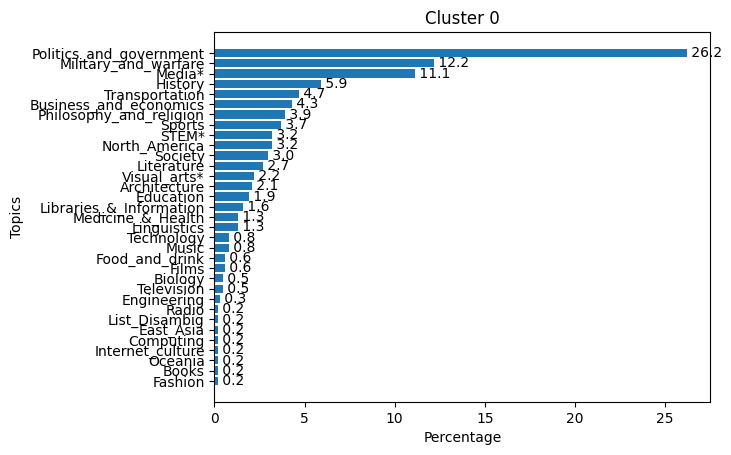 Cluster 0
Politics_and_government 26.2
Military_and_warfare 12.2
Media* 11.1
History 5.9
Transportation 4.7
Business_and_economics 4.3
Philosophy_and_religion 3.9
Sports 3.7
STEM* 3.2
North_America 3.2
Society 3.0
Literature 2.7
Visual_arts* 2.2
Architecture 2.1
Education 1.9
Libraries_&_Information 1.6
Medicine_&_Health 1.3
Linguistics 1.3
Technology 0.8
Music 0.8
Food_and_drink 0.6
Films 0.6
Biology 0.5
Television 0.5
Engineering 0.3
Radio 0.2
List_Disambig 0.2
East_Asia 0.2
Computing 0.2
Internet_culture 0.2
Oceania 0.2
Books 0.2
Fashion 0.2
Topics
0 5 10 15 20 25
Percentage